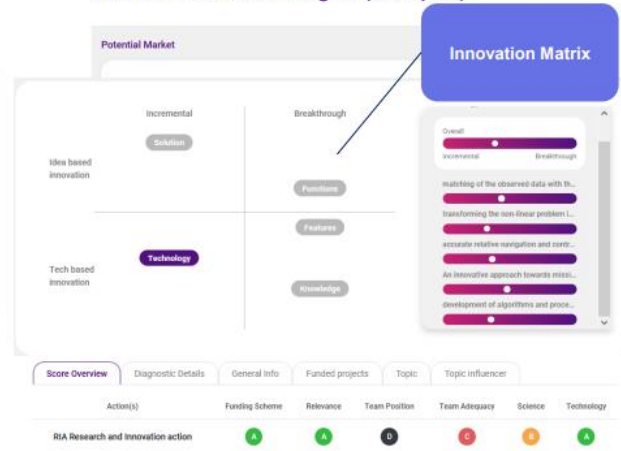 Potential Market
Innovation Matrix
Incremental
Breakthrough
Solution
Idea based
innovation
Functions
Features
Technology
Tech based
innovation
Knowledge
Overall
Incremental
Breakthrough
matching of the observed data with th...
transforming the non-linear problem i...
accurate relative navigation and contr...
An innovative approach towards missi...
development of algorithms and proce...
Score Overview
Diagnostic Details
General Info
Funded projects
Topic
Topic influencer
Action(s)
Funding Scheme
Relevance
Team Position
Team Adequacy
Science
Technology
RIA Research and Innovation action
A
A
D
C
B
A